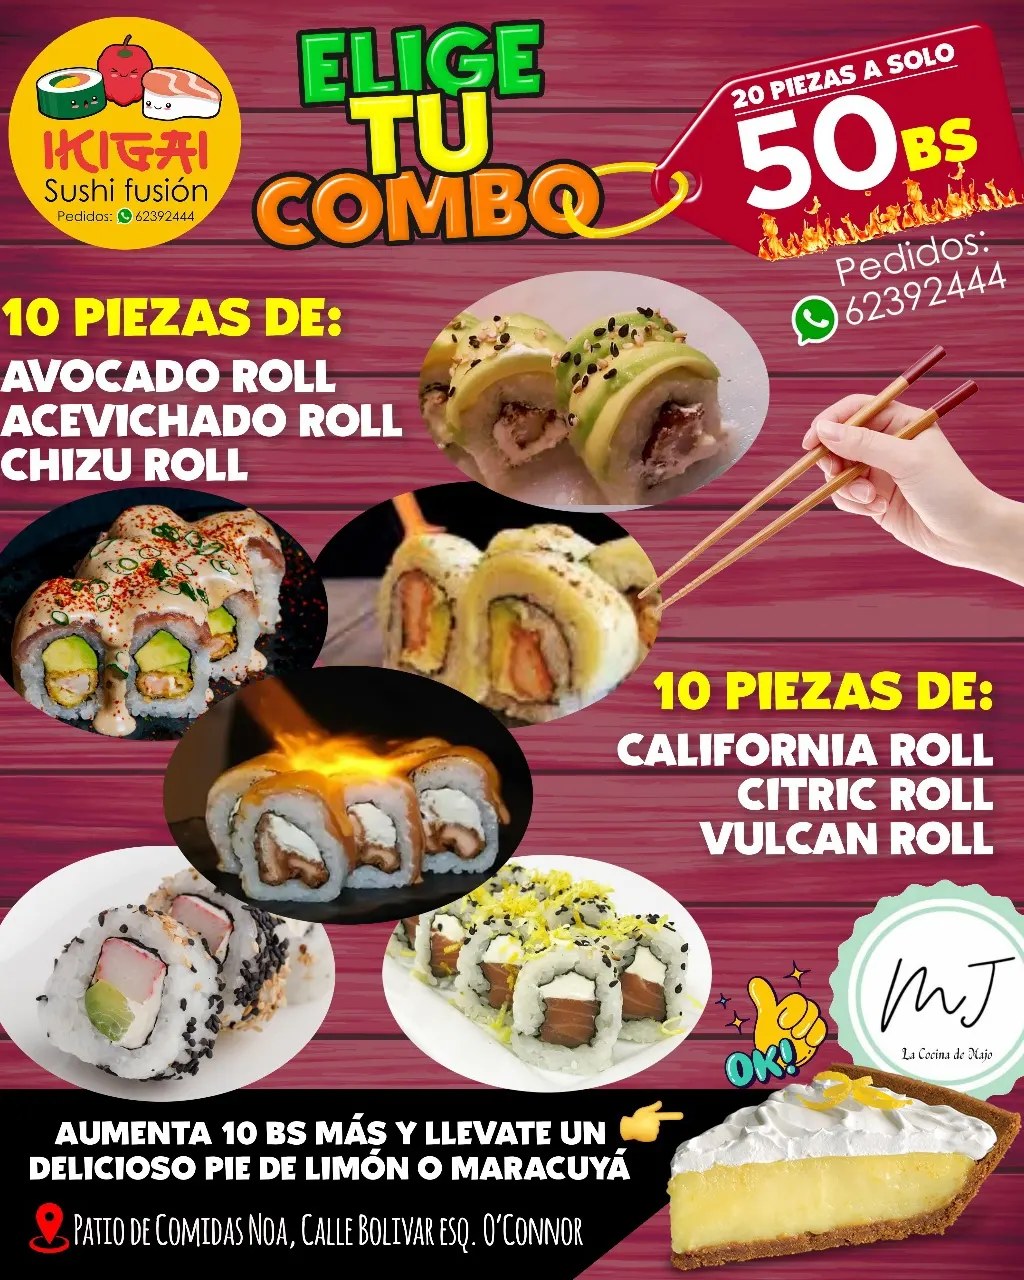 IKIGAI
Sushi fusión
Pedidos: 62392444
ELIGE
TU
COMBO
20 PIEZAS A SOLO
50BS
Pedidos:
62392444
10 PIEZAS DE:
AVOCADO ROLL
ACEVICHADO ROLL
CHIZU ROLL
10 PIEZAS DE:
CALIFORNIA ROLL
CITRIC ROLL
VULCAN ROLL
MJ
La Cocina de Majo
OK!
AUMENTA 10 BS MÁS Y LLEVATE UN
DELICIOSO PIE DE LIMÓN O MARACUYÁ
PATIO DE COMIDAS NOA, CALLE BOLIVAR ESQ. O'CONNOR